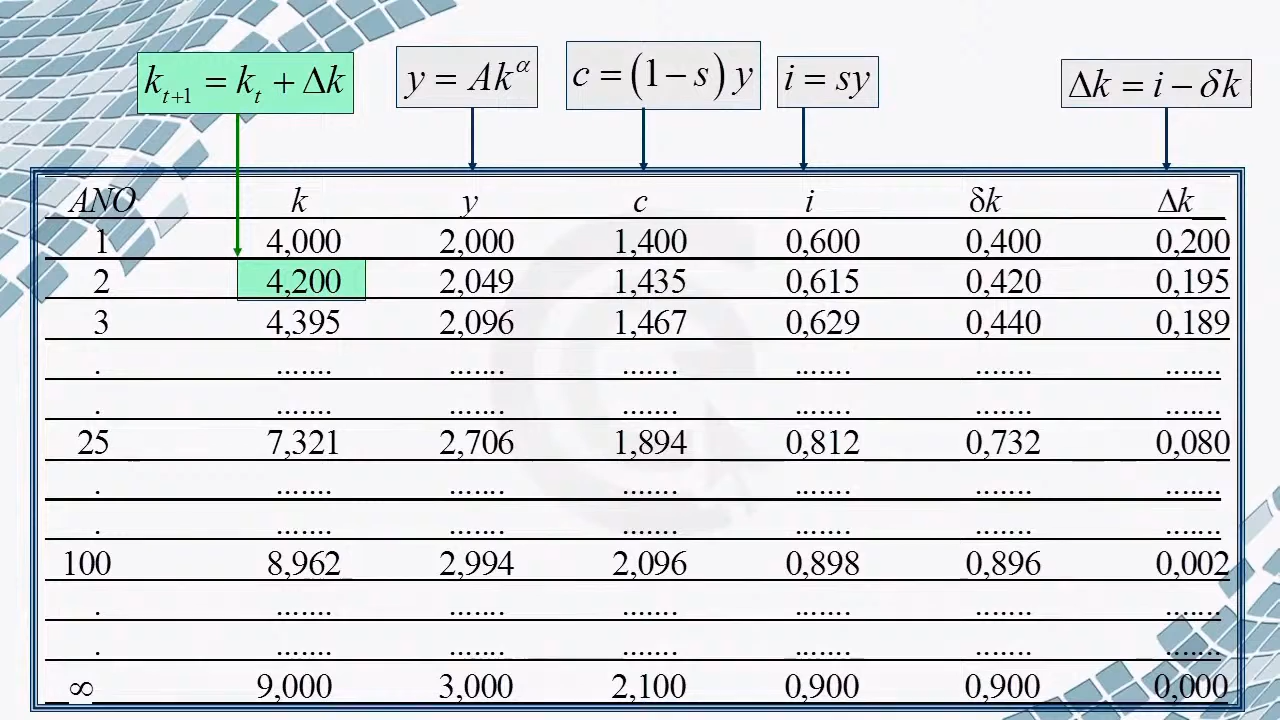 k_{t+1} = k_t + Δk
y = Ak^α
c = (1 − s) y
i = sy
Δk = i − δk
ANO k y c i δk Δk
1 4,000 2,000 1,400 0,600 0,400 0,200
2 4,200 2,049 1,435 0,615 0,420 0,195
3 4,395 2,096 1,467 0,629 0,440 0,189
. ....... ....... ....... ....... ....... .......
. ....... ....... ....... ....... ....... .......
25 7,321 2,706 1,894 0,812 0,732 0,080
. ....... ....... ....... ....... ....... .......
. ....... ....... ....... ....... ....... .......
100 8,962 2,994 2,096 0,898 0,896 0,002
. ....... ....... ....... ....... ....... .......
. ....... ....... ....... ....... ....... .......
∞ 9,000 3,000 2,100 0,900 0,900 0,000